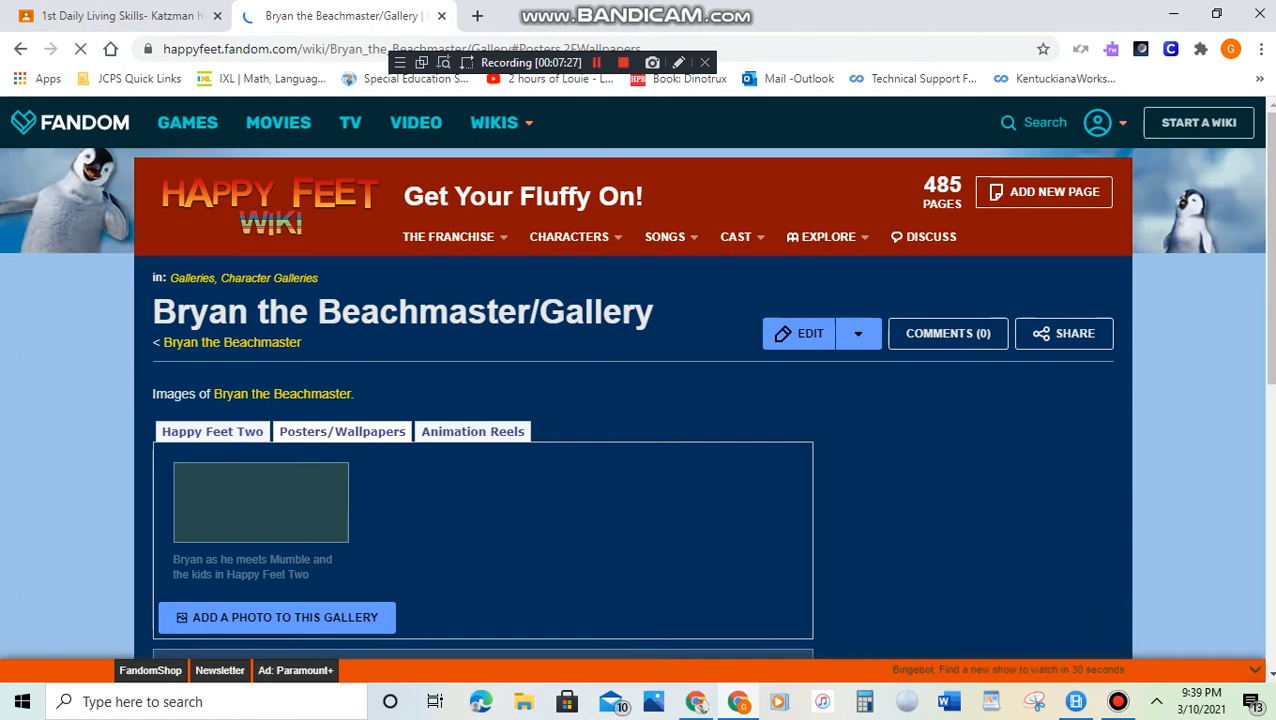 www.BANDICAM.com
1st Daily Living Skills- Katzman h
Bryan the Beachmaster/Gallery |
happyfeet.fandom.com/wiki/Bryan_the_Beachmaster/Gallery#Posters.2FWallpapers
Recording [00:07:27]
Apps
JCPS Quick Links
IXL | Math, Languag...
Special Education S...
2 hours of Louie - L...
HPB
Book: Dinotrux
Mail -Outlook
Technical Support F...
KentuckianaWorks...
FANDOM
GAMES
MOVIES
TV
VIDEO
WIKIS
Search
START A WIKI
HAPPY FEET
WIKI
Get Your Fluffy On!
485
PAGES
ADD NEW PAGE
THE FRANCHISE
CHARACTERS
SONGS
CAST
EXPLORE
DISCUSS
in: Galleries, Character Galleries
Bryan the Beachmaster/Gallery
< Bryan the Beachmaster
EDIT
COMMENTS (0)
SHARE
Images of Bryan the Beachmaster.
Happy Feet Two
Posters/Wallpapers
Animation Reels
Bryan as he meets Mumble and
the kids in Happy Feet Two
ADD A PHOTO TO THIS GALLERY
FandomShop
Newsletter
Ad: Paramount+
Bingebot: Find a new show to watch in 30 seconds
Type here to search
10
9:39 PM
3/10/2021
13